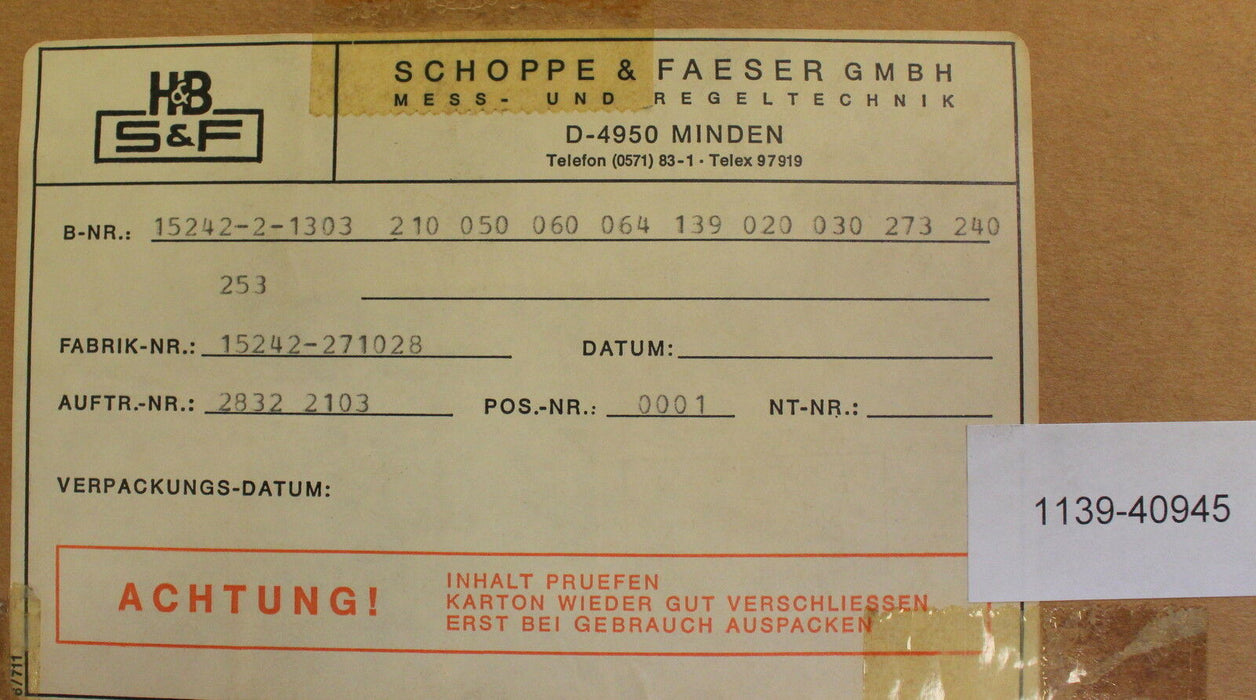 H&B
S&F
SCHOPPE & FAESER GMBH
MESS- UND REGELTECHNIK
D-4950 MINDEN
Telefon (0571) 83-1 · Telex 97919
B-NR.: 15242-2-1303 210 050 060 064 139 020 030 273 240
253
FABRIK-NR.: 15242-271028 DATUM:
AUFTR.-NR.: 2832 2103 POS.-NR.: 0001 NT-NR.:
VERPACKUNGS-DATUM:
1139-40945
ACHTUNG!
INHALT PRUEFEN
KARTON WIEDER GUT VERSCHLIESSEN
ERST BEI GEBRAUCH AUSPACKEN